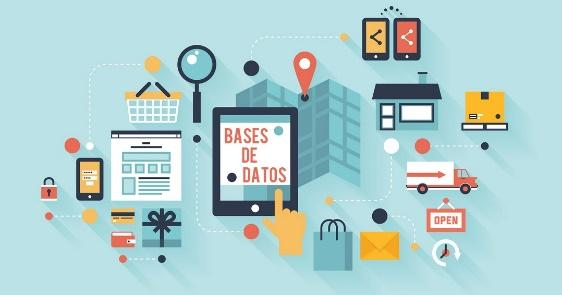 BASES
DE
DATOS
OPEN